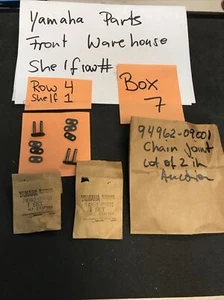 Yamaha Parts
Front Warehouse
Shelf row#
Row 4
Shelf 1
Box
7
94962-09001
Chain Joint
Lot of 2 in
Auction